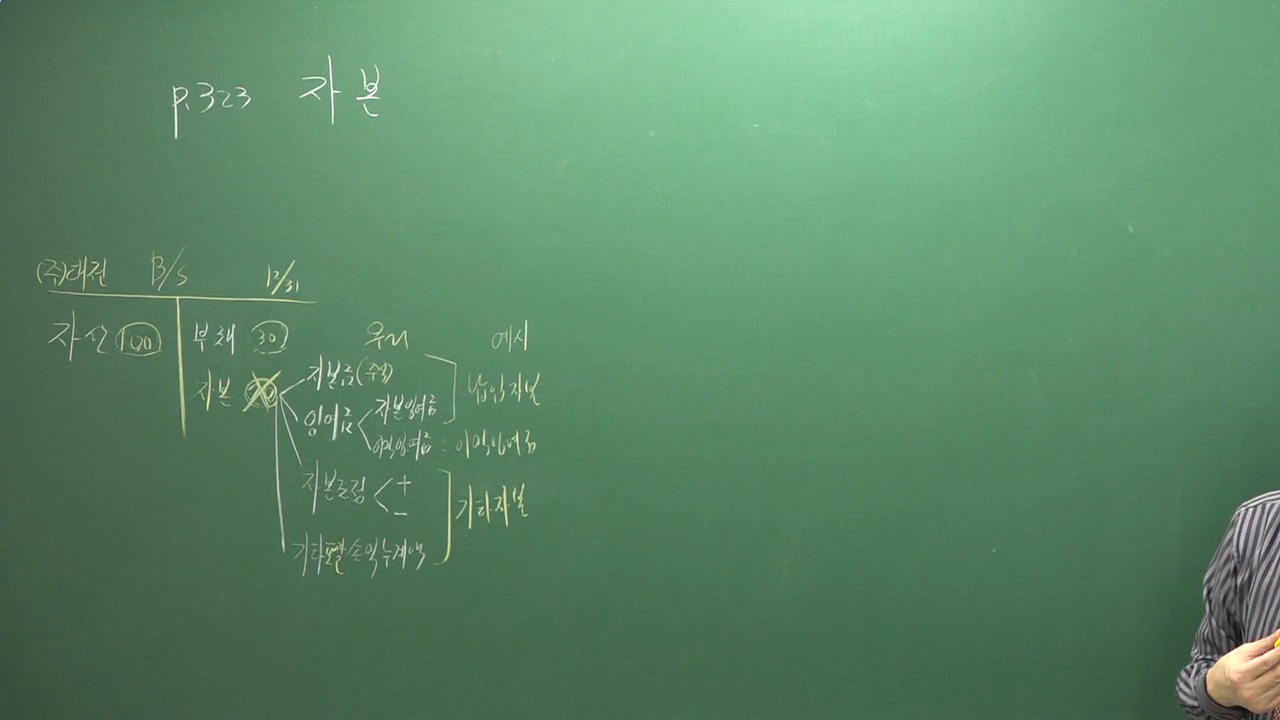 p.323 자본
(주)대전 B/S 12/31
자산 100 부채 30 우리 예시
자본금(주식)
자본 납입자본
잉여금 자본잉여금
이익잉여금 : 이익잉여금
자본조정 + 기타자본
−
기타포괄손익누계액